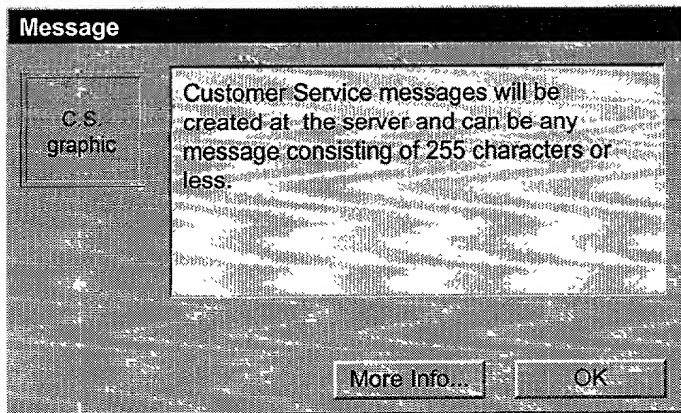 Message
C.S.
graphic
Customer Service messages will be
created at the server and can be any
message consisting of 255 characters or
less.
More Info...
OK